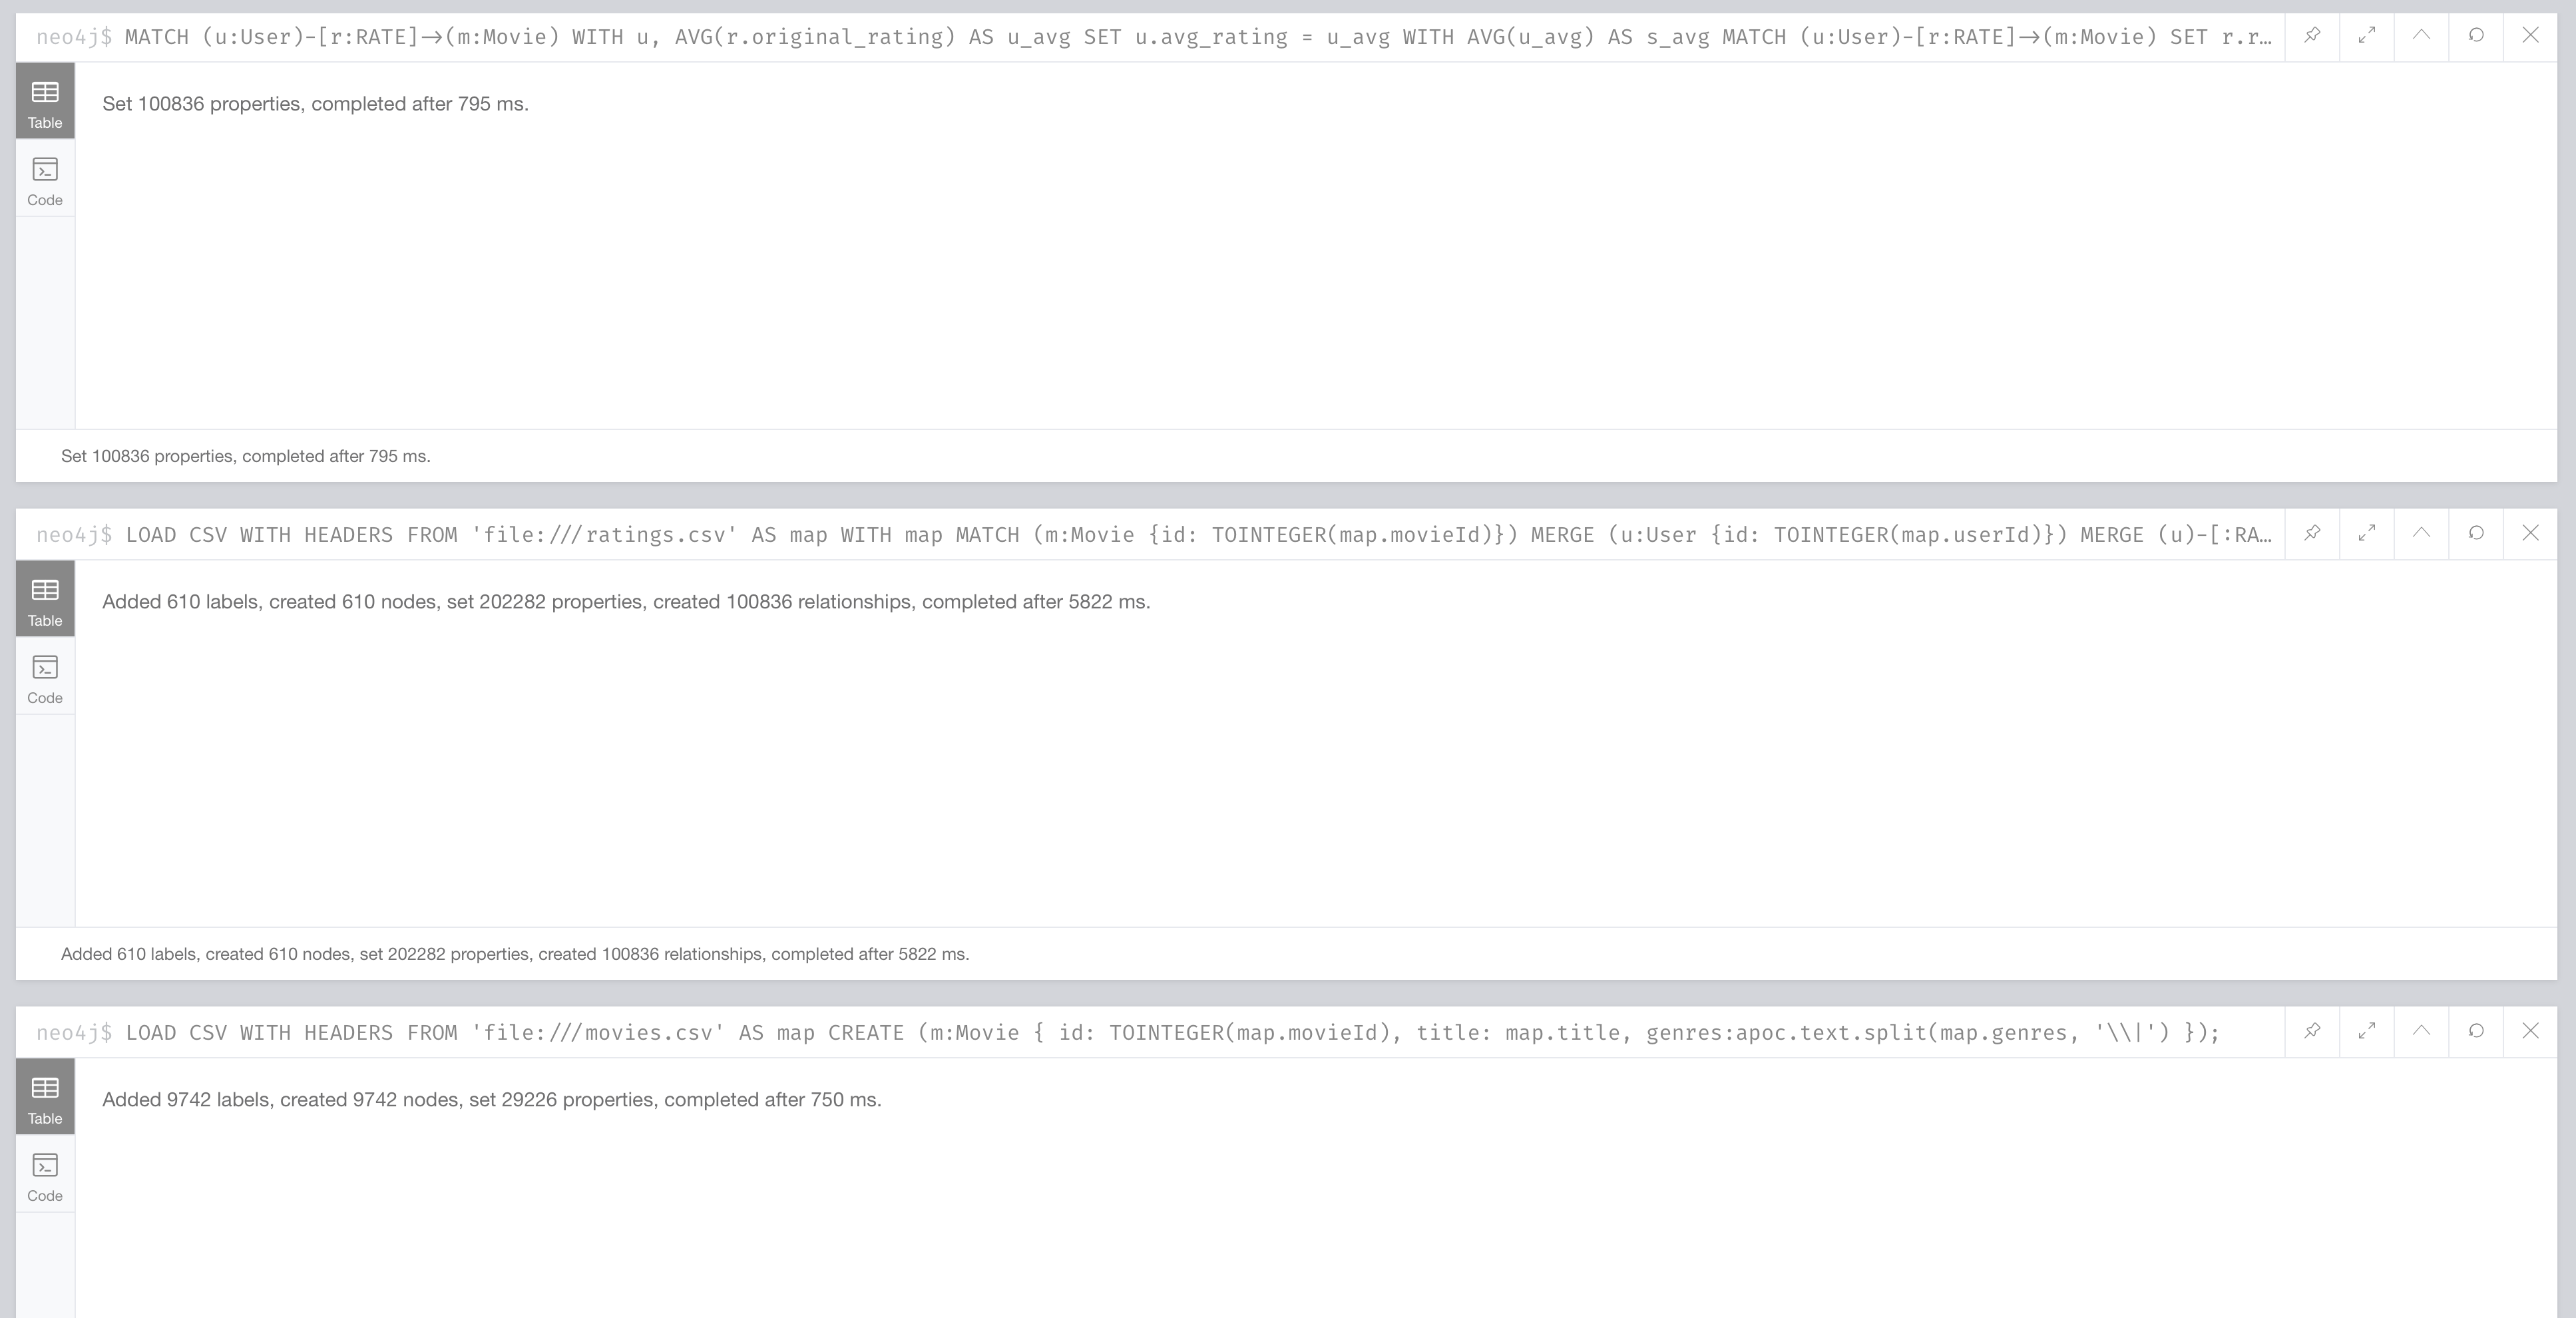 neo4j$ MATCH (u:User)-[r:RATE]→(m:Movie) WITH u, AVG(r.original_rating) AS u_avg SET u.avg_rating = u_avg WITH AVG(u_avg) AS s_avg MATCH (u:User)-[r:RATE]→(m:Movie) SET r.r…
Table
Set 100836 properties, completed after 795 ms.
Code
Set 100836 properties, completed after 795 ms.
neo4j$ LOAD CSV WITH HEADERS FROM 'file:///ratings.csv' AS map WITH map MATCH (m:Movie {id: TOINTEGER(map.movieId)}) MERGE (u:User {id: TOINTEGER(map.userId)}) MERGE (u)-[:RA…
Table
Added 610 labels, created 610 nodes, set 202282 properties, created 100836 relationships, completed after 5822 ms.
Code
Added 610 labels, created 610 nodes, set 202282 properties, created 100836 relationships, completed after 5822 ms.
neo4j$ LOAD CSV WITH HEADERS FROM 'file:///movies.csv' AS map CREATE (m:Movie { id: TOINTEGER(map.movieId), title: map.title, genres:apoc.text.split(map.genres, '\\|') });
Table
Added 9742 labels, created 9742 nodes, set 29226 properties, completed after 750 ms.
Code